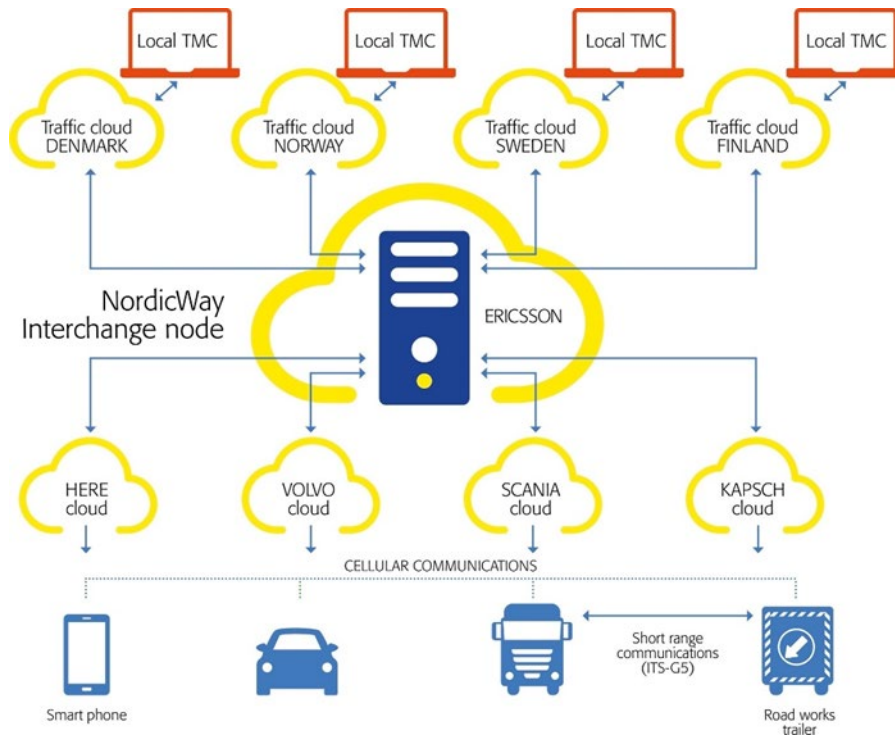 Local TMC
Local TMC
Local TMC
Local TMC
Traffic cloud
DENMARK
Traffic cloud
NORWAY
Traffic cloud
SWEDEN
Traffic cloud
FINLAND
NordicWay
Interchange node
ERICSSON
HERE
cloud
VOLVO
cloud
SCANIA
cloud
KAPSCH
cloud
CELLULAR COMMUNICATIONS
Short range
communications
(ITS-G5)
Smart phone
Road works
trailer